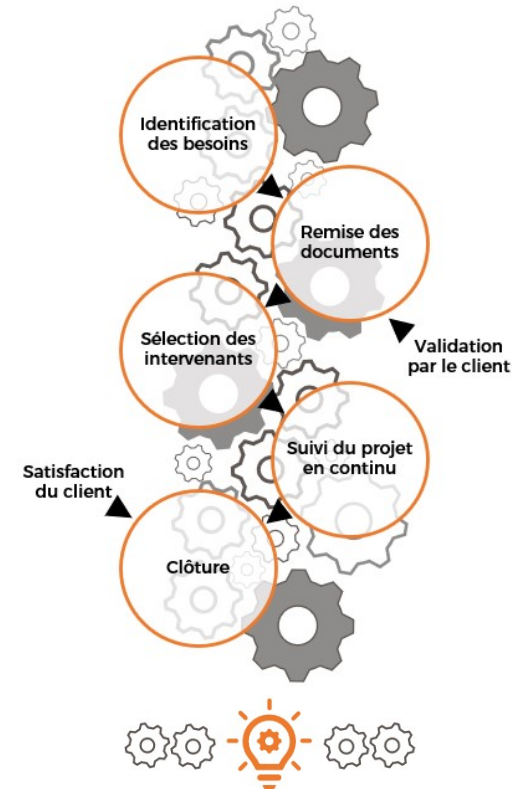 Identification
des besoins
Remise des
documents
Validation
par le client
Sélection des
intervenants
Suivi du projet
en continu
Satisfaction
du client
Clôture